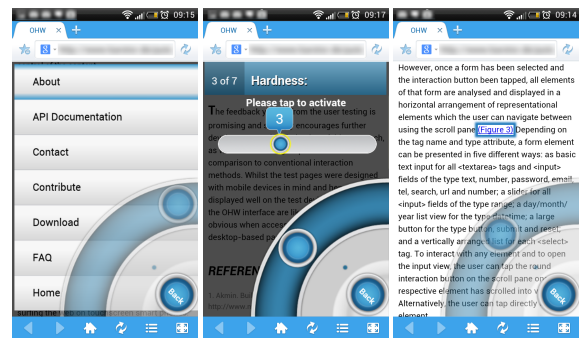 09:15
OHW × +
About
API Documentation
Contact
Contribute
Download
FAQ
Home
Back
09:17
OHW × +
3 of 7 Hardness:
Please tap to activate
3
The feedback from the user testing is
promising and encourages further
comparison to conventional interaction
methods. Whilst the test pages were designed
with mobile devices in mind and
displayed well on the test
the OHW interface are
obvious when
desktop-based
REFEREN
1.
Back
09:14
OHW × +
However, once a form has been selected and
the interaction button been tapped, all elements
of that form are analysed and displayed in a
horizontal arrangement of representational
elements which the user can navigate between
using the scroll pane (Figure 3) Depending on
the tag name and type attribute, a form element
can be presented in five different ways: as basic
text input for all <textarea> tags and <input>
fields of the type text, number, password, email,
tel, search, url and number; a slider for all
<input> fields of the type range; a day/month/
year list view for the type datetime; a large
button for the type button, submit and reset;
and a vertically arranged list for each <select>
tag. To interact with any element and to open
the input view, the user can tap the round
interaction button on the scroll pane
respective element has scrolled into
Alternatively, the user can tap directly
element
Back